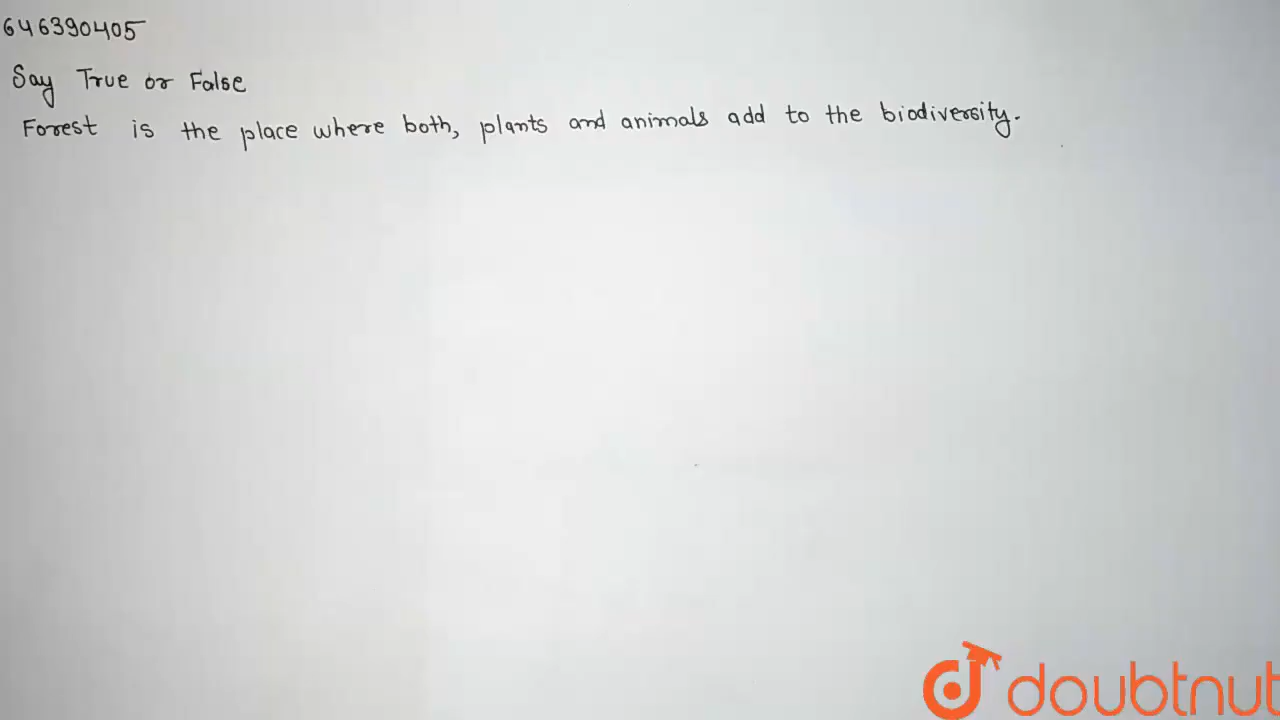 646390405
Say True or False
Forest is the place where both, plants and animals add to the biodiversity.
doubtnut